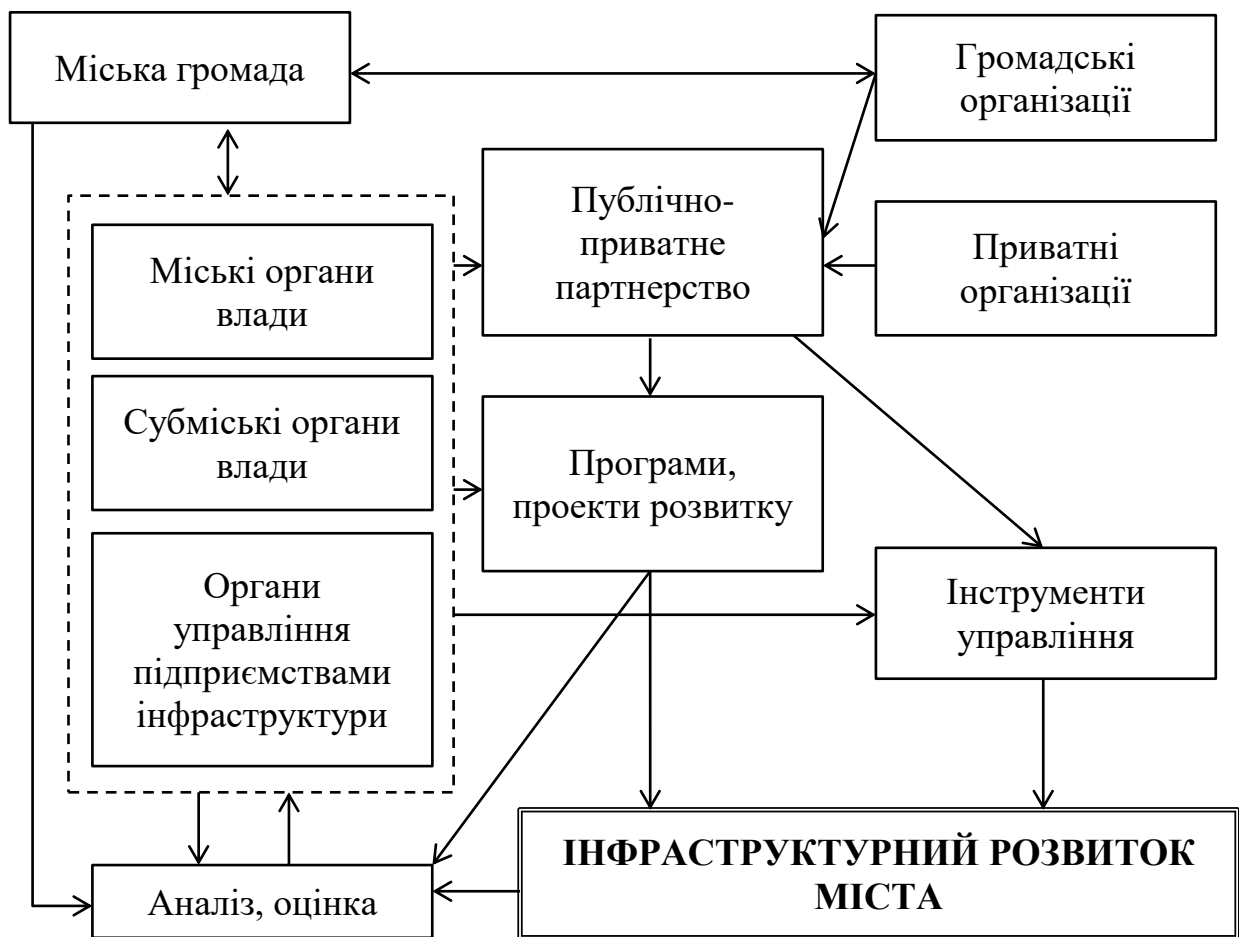 Міська громада
Громадські
організації
Публічно-
приватне
партнерство
Приватні
організації
Міські органи
влади
Субміські органи
влади
Програми,
проекти розвитку
Органи
управління
підприємствами
інфраструктури
Інструменти
управління
ІНФРАСТРУКТУРНИЙ РОЗВИТОК
МІСТА
Аналіз, оцінка